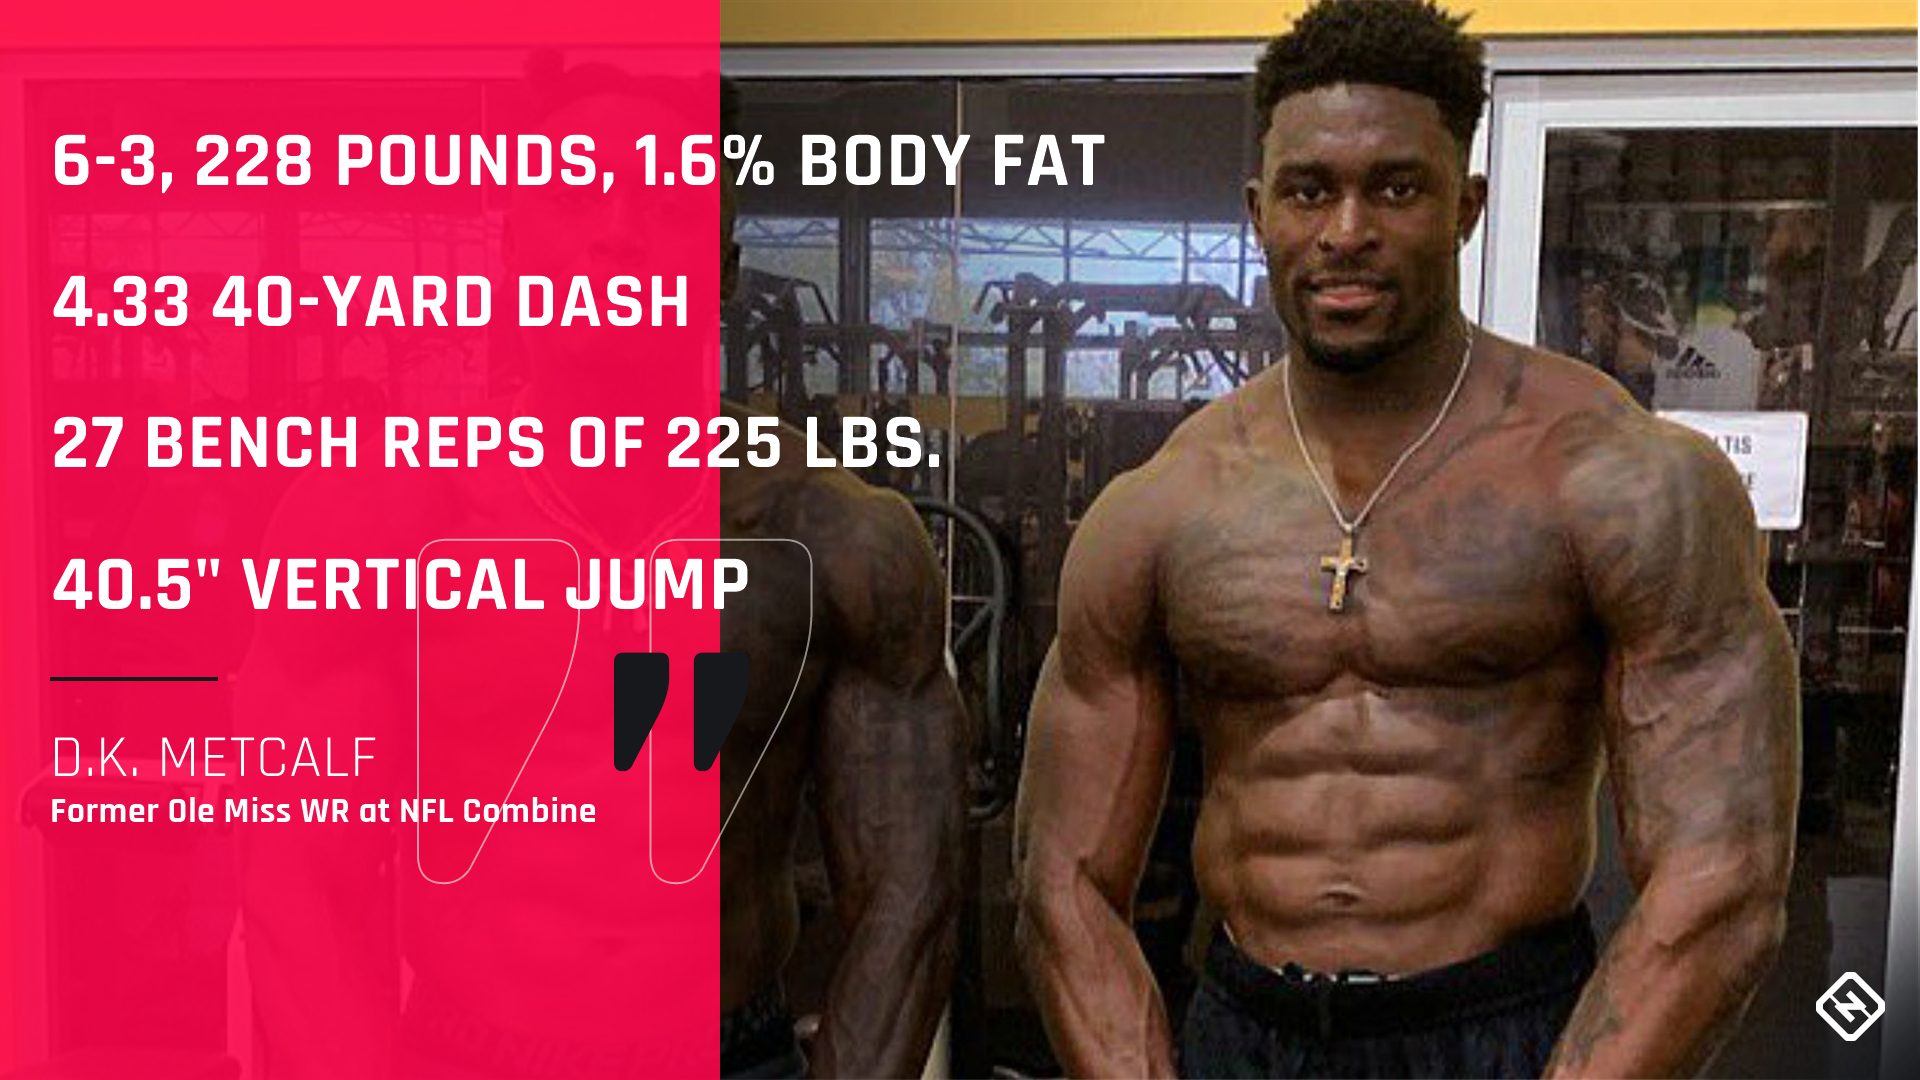 6-3, 228 POUNDS, 1.6% BODY FAT
4.33 40-YARD DASH
27 BENCH REPS OF 225 LBS.
40.5" VERTICAL JUMP
D.K. METCALF
Former Ole Miss WR at NFL Combine
"